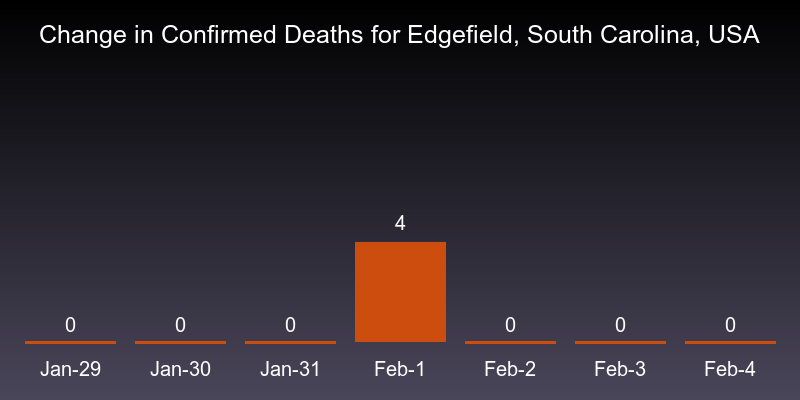 Change in Confirmed Deaths for Edgefield, South Carolina, USA
4
0 0 0 0 0 0
Jan-29 Jan-30 Jan-31 Feb-1 Feb-2 Feb-3 Feb-4